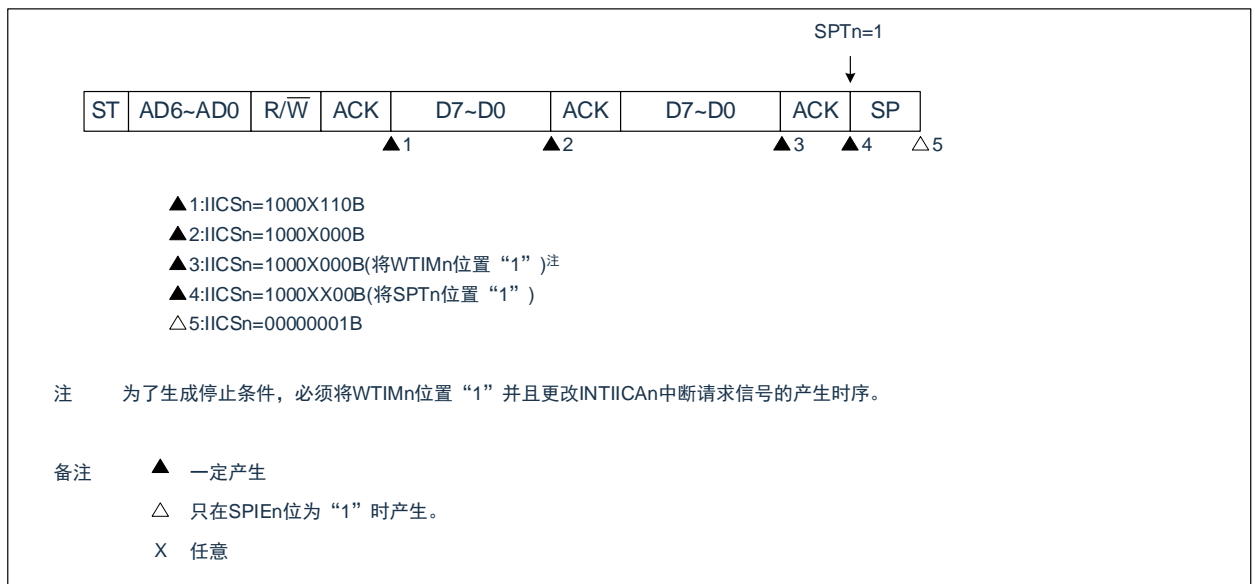 SPTn=1
ST AD6~AD0 R/W̅ ACK D7~D0 ACK D7~D0 ACK SP
▲1 ▲2 ▲3 ▲4 △5
▲1:IICSn=1000X110B
▲2:IICSn=1000X000B
▲3:IICSn=1000X000B(将WTIMn位置“1”)注
▲4:IICSn=1000XX00B(将SPTn位置“1”)
△5:IICSn=00000001B
注 为了生成停止条件，必须将WTIMn位置“1”并且更改INTIICAn中断请求信号的产生时序。
备注 ▲ 一定产生
△ 只在SPIEn位为“1”时产生。
X 任意